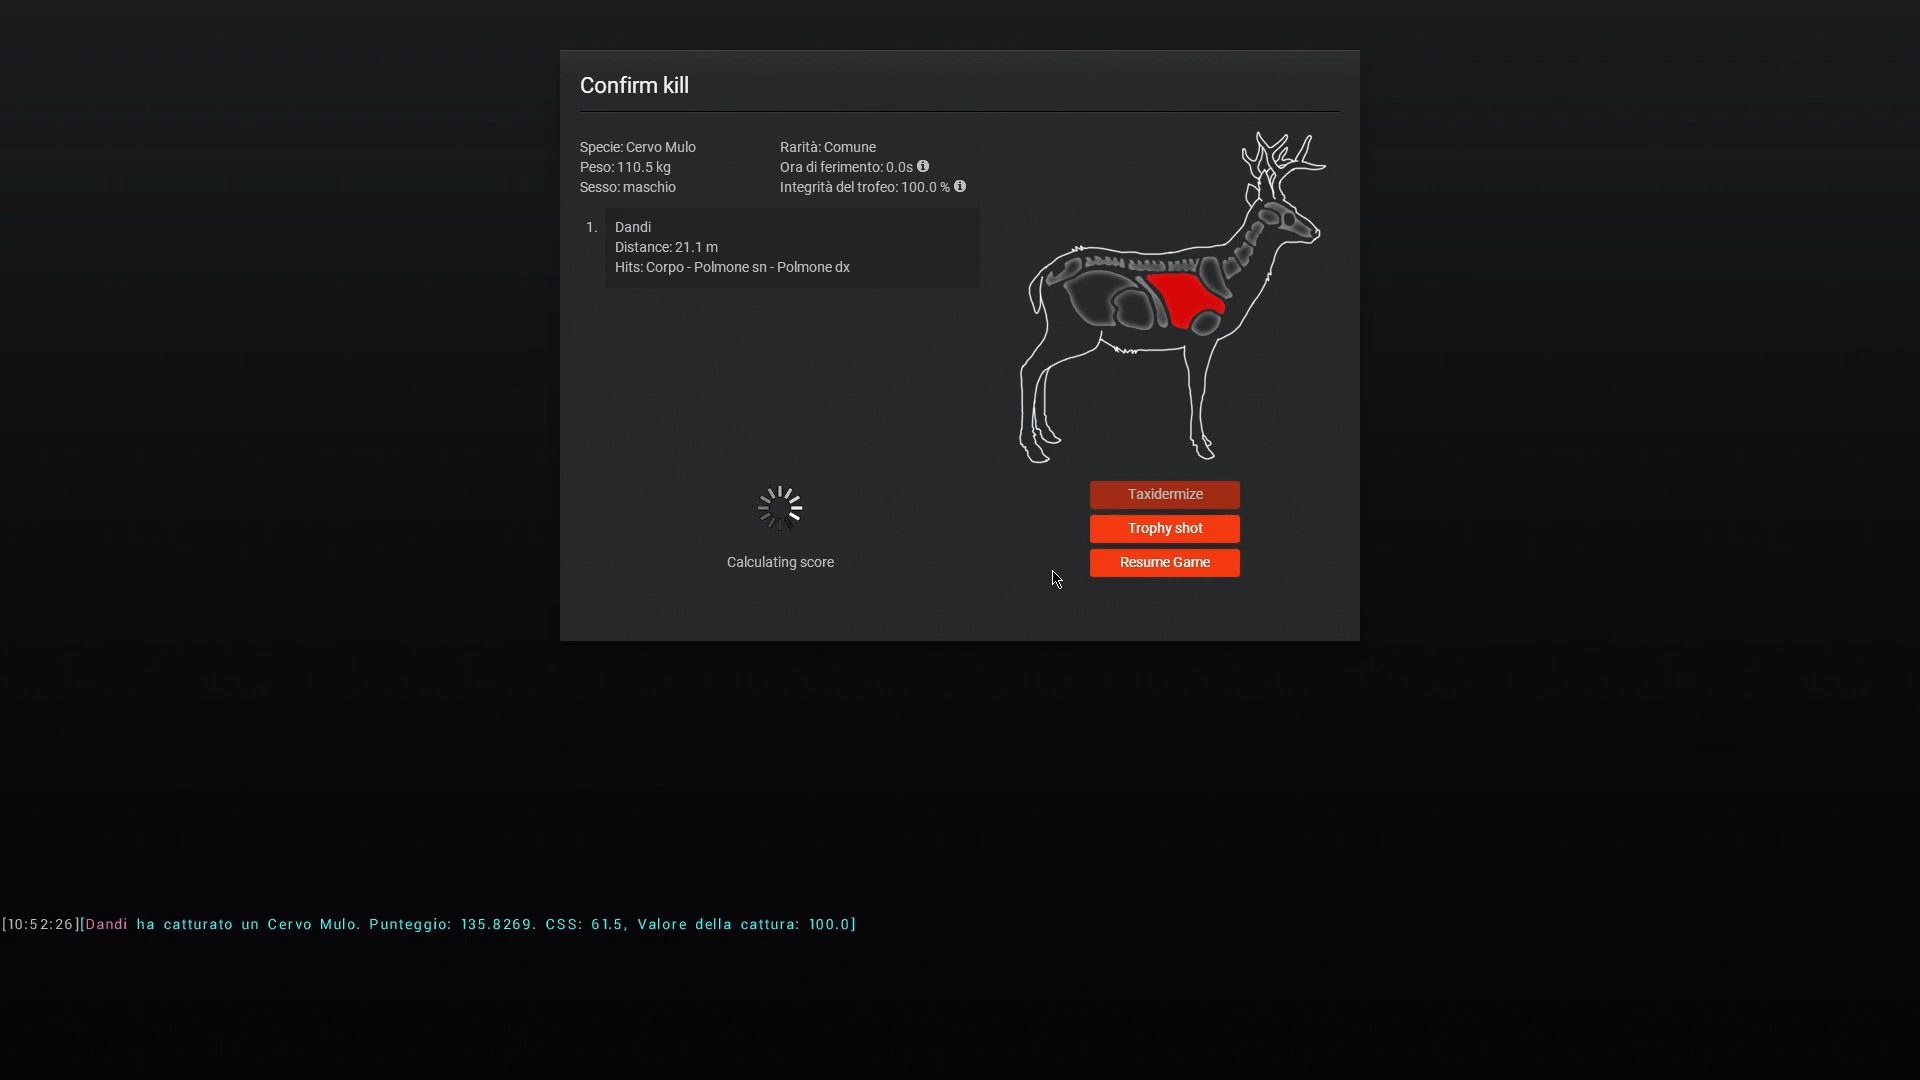 Confirm kill
Specie: Cervo Mulo
Peso: 110.5 kg
Sesso: maschio
Rarità: Comune
Ora di ferimento: 0.0s
Integrità del trofeo: 100.0 %
1.
Dandi
Distance: 21.1 m
Hits: Corpo - Polmone sn - Polmone dx
Calculating score
Taxidermize
Trophy shot
Resume Game
[10:52:26][Dandi ha catturato un Cervo Mulo. Punteggio: 135.8269. CSS: 61.5, Valore della cattura: 100.0]